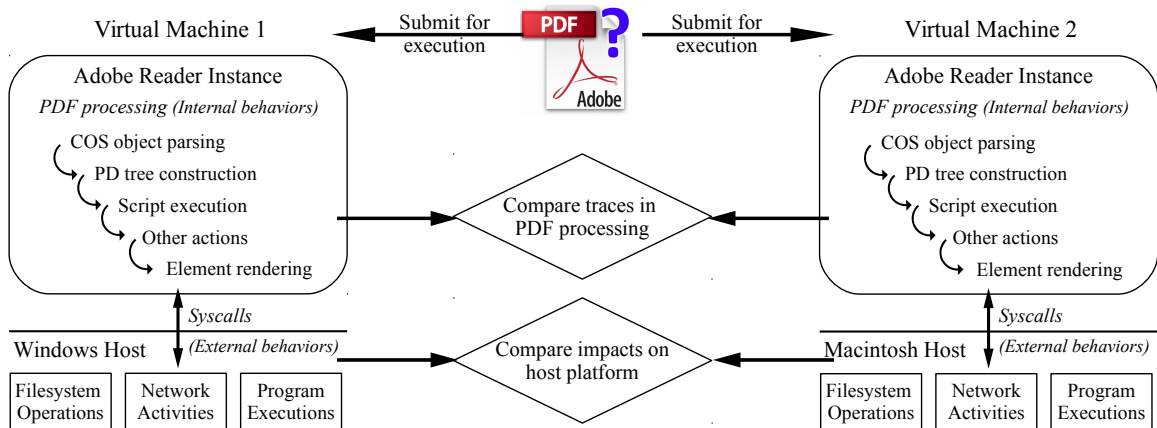 Virtual Machine 1
Submit for
execution
PDF
?
Adobe
Submit for
execution
Virtual Machine 2
Adobe Reader Instance
PDF processing (Internal behaviors)
COS object parsing
PD tree construction
Script execution
Other actions
Element rendering
Syscalls
(External behaviors)
Windows Host
Filesystem
Operations
Network
Activities
Program
Executions
Compare traces in
PDF processing
Compare impacts on
host platform
Adobe Reader Instance
PDF processing (Internal behaviors)
COS object parsing
PD tree construction
Script execution
Other actions
Element rendering
Syscalls
(External behaviors)
Macintosh Host
Filesystem
Operations
Network
Activities
Program
Executions